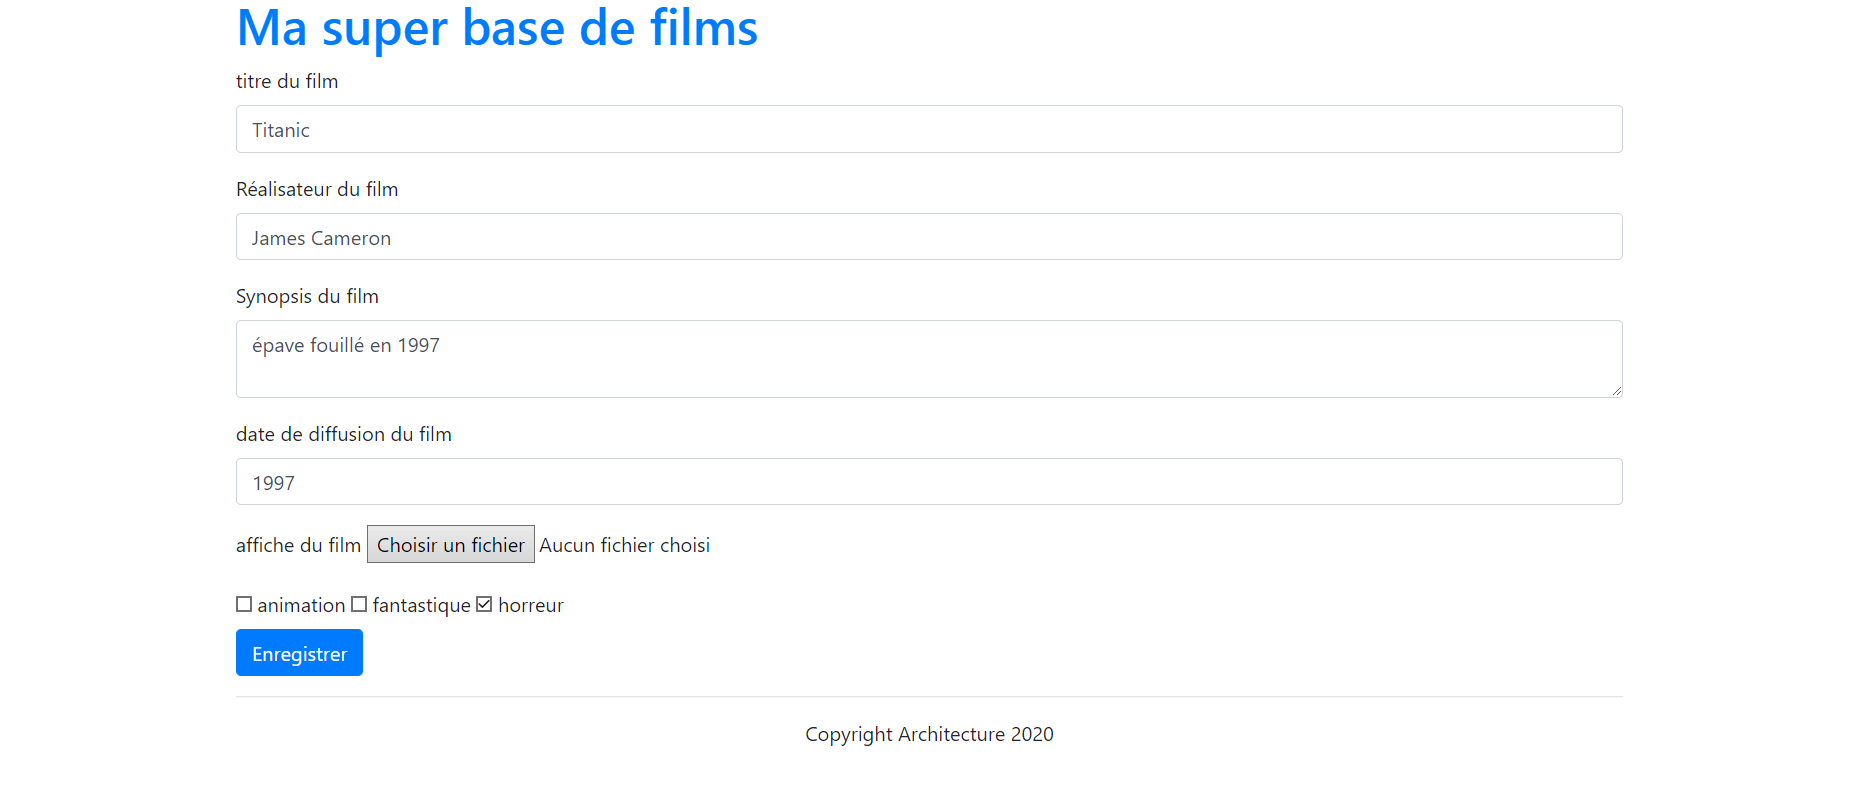 Ma super base de films
titre du film
Titanic
Réalisateur du film
James Cameron
Synopsis du film
épave fouillé en 1997
date de diffusion du film
1997
affiche du film Choisir un fichier Aucun fichier choisi
animation fantastique horreur
Enregistrer
Copyright Architecture 2020